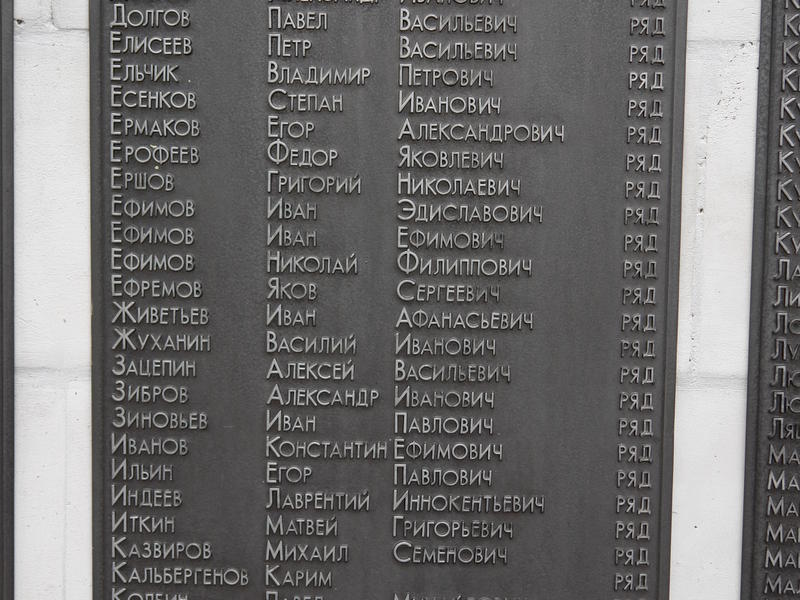 Долгов Павел Васильевич ряд
Елисеев Петр Васильевич ряд
Ельчик Владимир Петрович ряд
Есенков Степан Иванович ряд
Ермаков Егор Александрович ряд
Ерофеев Федор Яковлевич ряд
Ершов Григорий Николаевич ряд
Ефимов Иван Эдиславович ряд
Ефимов Иван Ефимович ряд
Ефимов Николай Филиппович ряд
Ефремов Яков Сергеевич ряд
Живетьев Иван Афанасьевич ряд
Жуханин Василий Иванович ряд
Зацепин Алексей Васильевич ряд
Зибров Александр Иванович ряд
Зиновьев Иван Павлович ряд
Иванов Константин Ефимович ряд
Ильин Егор Павлович ряд
Индеев Лаврентий Иннокентьевич ряд
Иткин Матвей Григорьевич ряд
Казвиров Михаил Семенович ряд
Кальбергенов Карим ряд